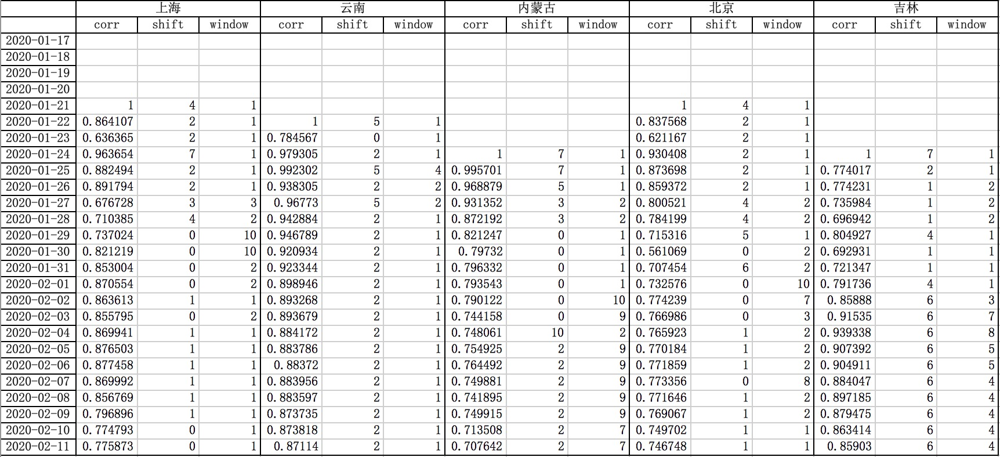 上海 云南 内蒙古 北京 吉林
corr shift window corr shift window corr shift window corr shift window corr shift window
2020-01-17
2020-01-18
2020-01-19
2020-01-20
2020-01-21 1 4 1 1 4 1
2020-01-22 0.864107 2 1 1 5 1 0.837568 2 1
2020-01-23 0.636365 2 1 0.784567 0 1 0.621167 2 1
2020-01-24 0.963654 7 1 0.979305 2 1 1 7 1 0.930408 2 1 1 7 1
2020-01-25 0.882494 2 1 0.992302 5 4 0.995701 7 1 0.873698 2 1 0.774017 2 1
2020-01-26 0.891794 2 1 0.938305 2 2 0.968879 5 1 0.859372 2 1 0.774231 1 2
2020-01-27 0.676728 3 3 0.96773 5 2 0.931352 3 2 0.800521 4 2 0.735984 1 2
2020-01-28 0.710385 4 2 0.942884 2 1 0.872192 3 2 0.784199 4 2 0.696942 1 2
2020-01-29 0.737024 0 10 0.946789 2 1 0.821247 0 1 0.715316 5 1 0.804927 4 1
2020-01-30 0.821219 0 10 0.920934 2 1 0.79732 0 1 0.561069 0 2 0.692931 1 1
2020-01-31 0.853004 0 2 0.923344 2 1 0.796332 0 1 0.707454 6 2 0.721347 1 1
2020-02-01 0.870554 0 2 0.898946 2 1 0.793543 0 1 0.732576 0 10 0.791736 4 1
2020-02-02 0.863613 1 1 0.893268 2 1 0.790122 0 10 0.774239 0 7 0.85888 6 3
2020-02-03 0.855795 0 2 0.893679 2 1 0.744158 0 9 0.766986 0 3 0.91535 6 7
2020-02-04 0.869941 1 1 0.884172 2 1 0.748061 10 2 0.765923 1 2 0.939338 6 8
2020-02-05 0.876503 1 1 0.883786 2 1 0.754925 2 9 0.770184 1 2 0.907392 6 5
2020-02-06 0.877458 1 1 0.88372 2 1 0.764492 2 9 0.771859 1 2 0.904911 6 5
2020-02-07 0.869992 1 1 0.883956 2 1 0.749881 2 9 0.773356 0 8 0.884047 6 4
2020-02-08 0.856769 1 1 0.883597 2 1 0.741895 2 9 0.771646 1 2 0.897185 6 4
2020-02-09 0.796896 1 1 0.873735 2 1 0.749915 2 9 0.769067 1 2 0.879475 6 4
2020-02-10 0.774793 0 1 0.873818 2 1 0.713508 2 7 0.749702 1 1 0.863414 6 4
2020-02-11 0.775873 0 1 0.87114 2 1 0.707642 2 7 0.746748 1 1 0.85903 6 4